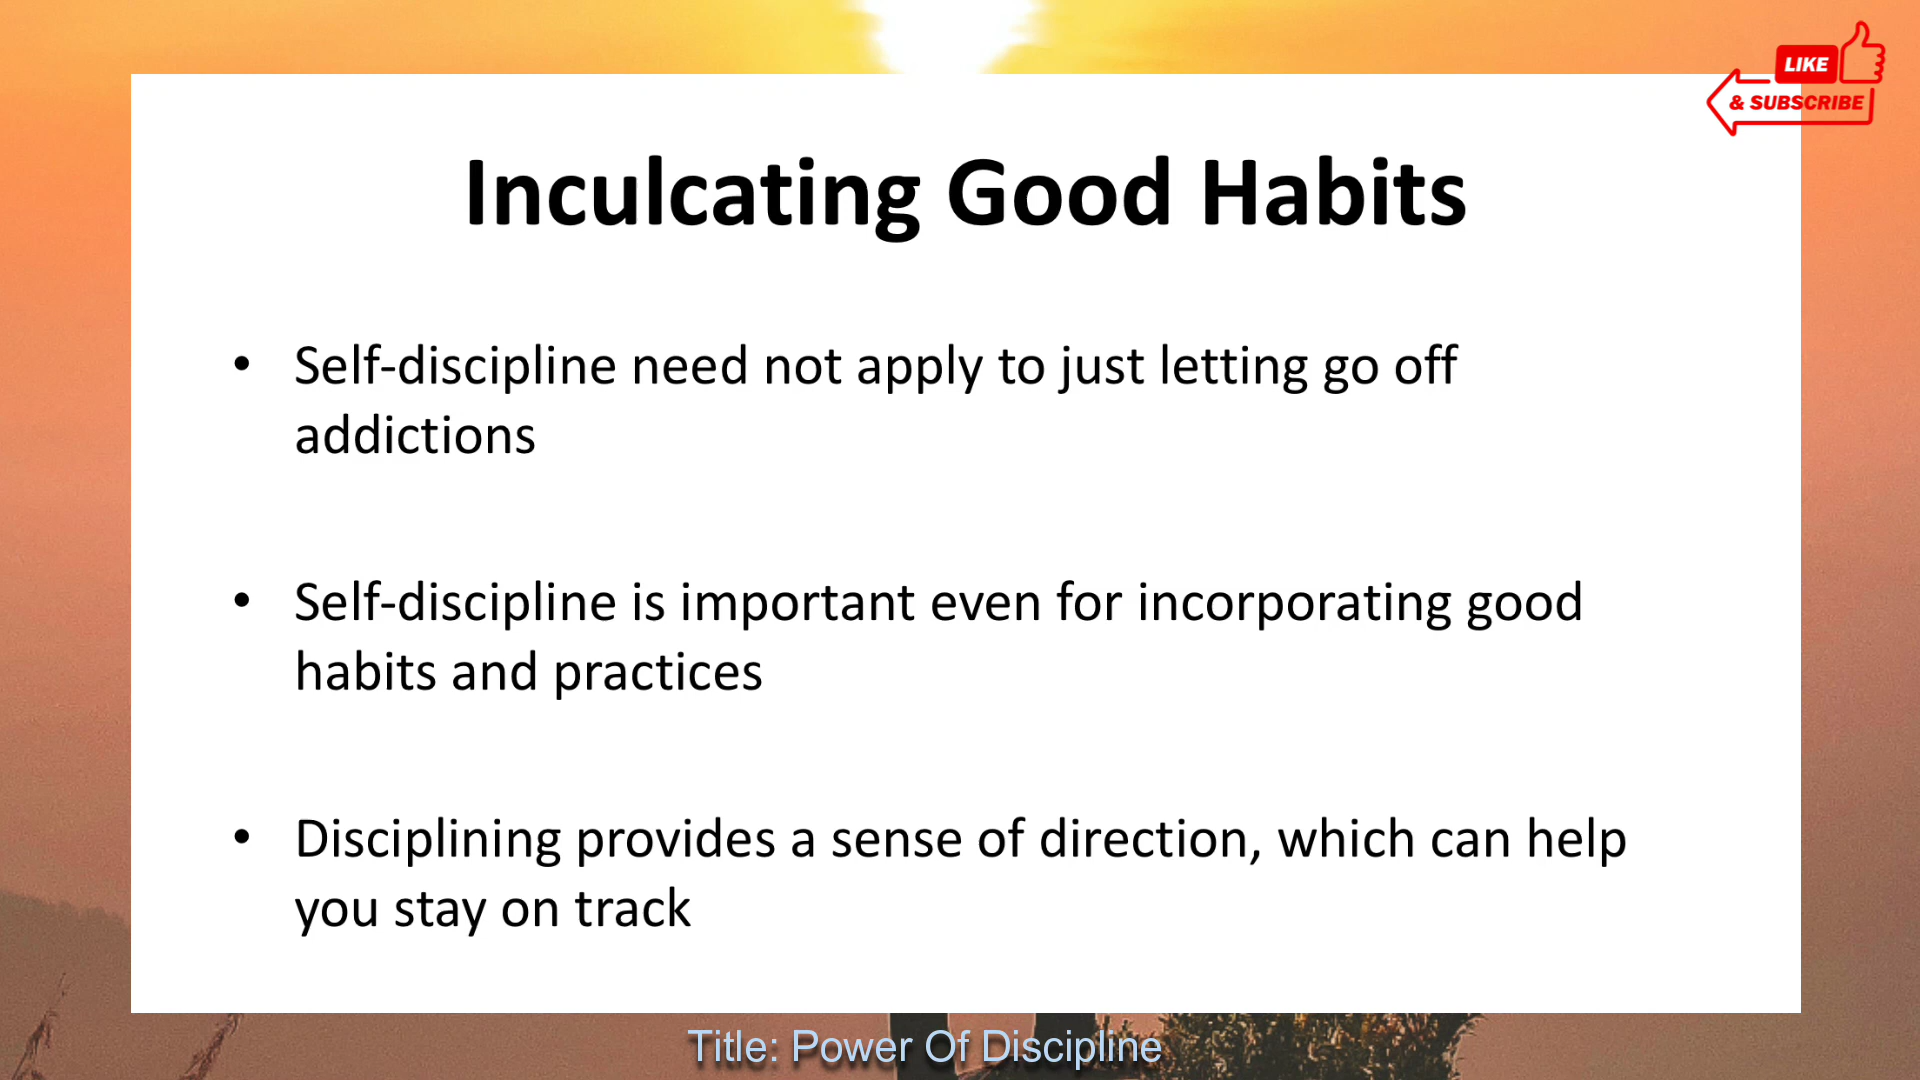 LIKE
& SUBSCRIBE
Inculcating Good Habits
• Self-discipline need not apply to just letting go off
addictions
• Self-discipline is important even for incorporating good
habits and practices
• Disciplining provides a sense of direction, which can help
you stay on track
Title: Power Of Discipline